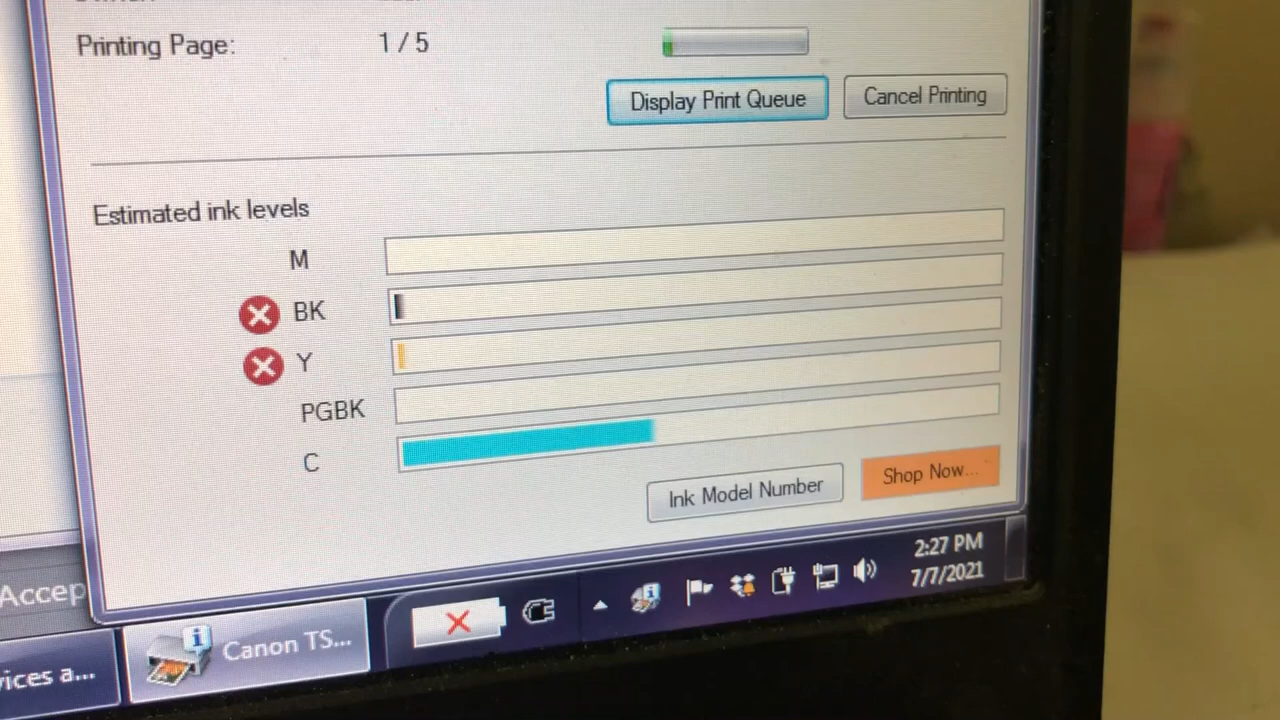 Printing Page: 1 / 5
Display Print Queue
Cancel Printing
Estimated ink levels
M
BK
Y
PGBK
C
Ink Model Number
Shop Now...
Accep
2:27 PM
7/7/2021
ices a...
Canon TS...